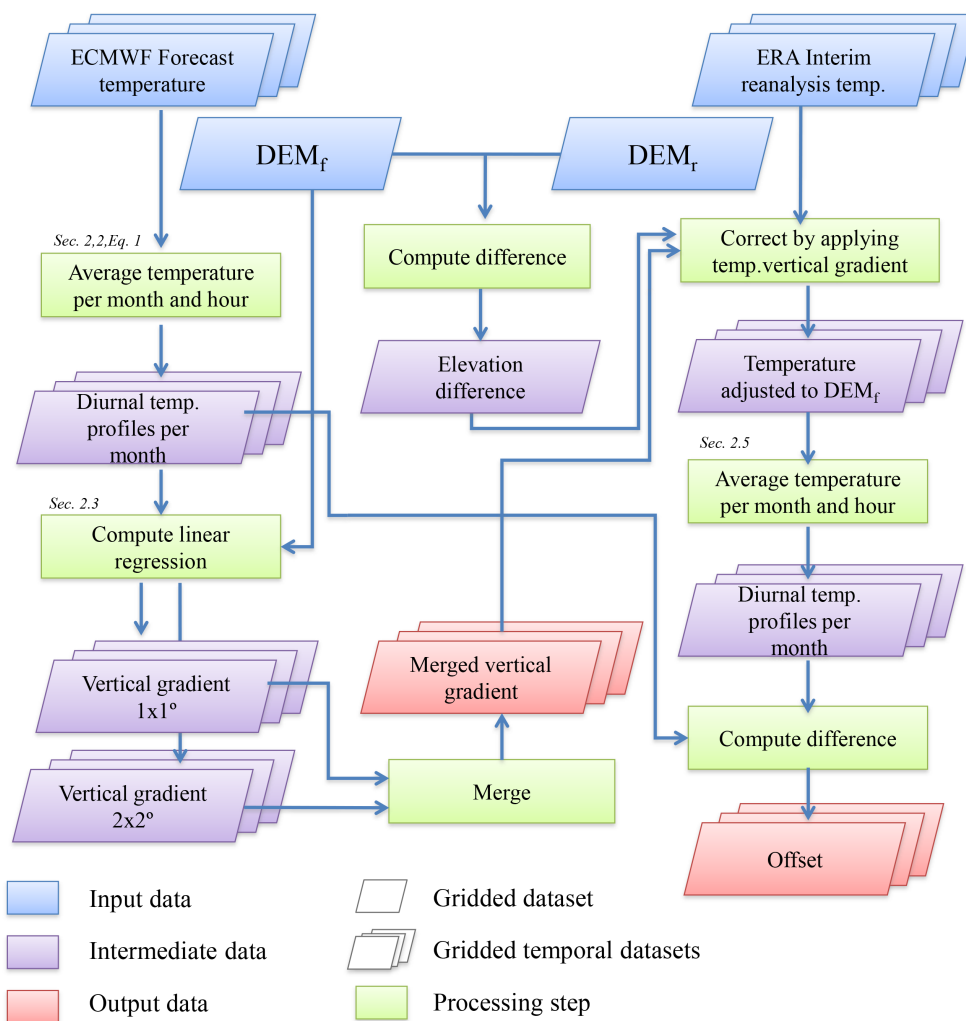 ECMWF Forecast
temperature
ERA Interim
reanalysis temp.
DEMf
DEMr
Sec. 2,2,Eq. 1
Average temperature
per month and hour
Compute difference
Correct by applying
temp.vertical gradient
Elevation
difference
Temperature
adjusted to DEMf
Diurnal temp.
profiles per
month
Sec. 2.5
Average temperature
per month and hour
Sec. 2.3
Compute linear
regression
Diurnal temp.
profiles per
month
Vertical gradient
1x1º
Merged vertical
gradient
Compute difference
Vertical gradient
2x2º
Merge
Offset
Input data
Gridded dataset
Intermediate data
Gridded temporal datasets
Output data
Processing step